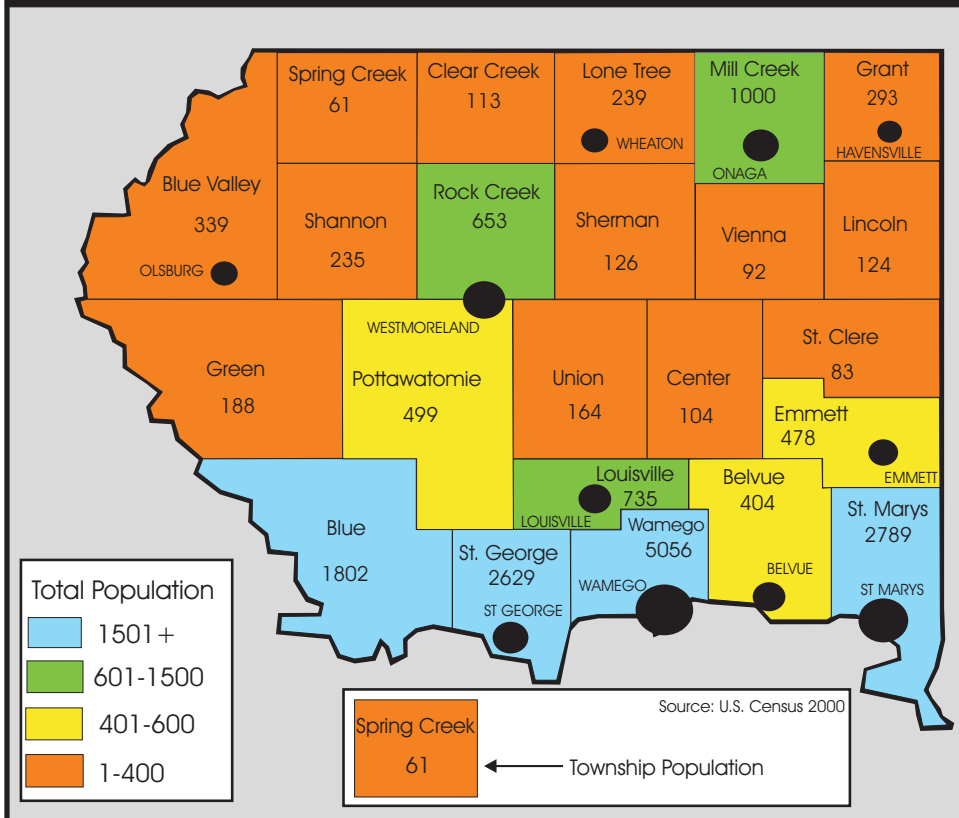 Spring Creek
61
Clear Creek
113
Lone Tree
239
WHEATON
Mill Creek
1000
ONAGA
Grant
293
HAVENSVILLE
Blue Valley
339
OLSBURG
Shannon
235
Rock Creek
653
Sherman
126
Vienna
92
Lincoln
124
WESTMORELAND
Green
188
Pottawatomie
499
Union
164
Center
104
St. Clere
83
Emmett
478
EMMETT
Blue
1802
Louisville
735
LOUISVILLE
Belvue
404
BELVUE
St. Marys
2789
ST MARYS
St. George
2629
ST GEORGE
Wamego
5056
WAMEGO
Total Population
1501+
601-1500
401-600
1-400
Source: U.S. Census 2000
Spring Creek
61
Township Population